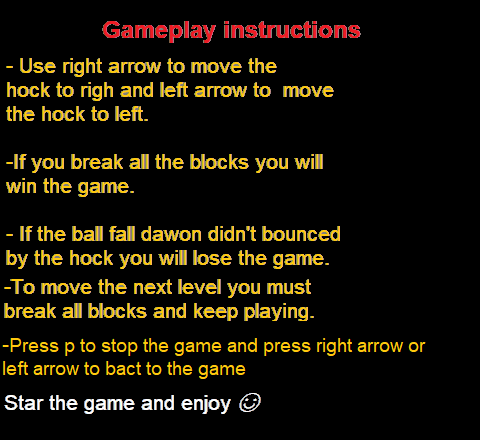 Gameplay instructions
- Use right arrow to move the
hock to righ and left arrow to  move
the hock to left.
-If you break all the blocks you will
win the game.
- If the ball fall dawon didn't bounced
by the hock you will lose the game.
-To move the next level you must
break all blocks and keep playing.
-Press p to stop the game and press right arrow or
left arrow to bact to the game
Star the game and enjoy ☺